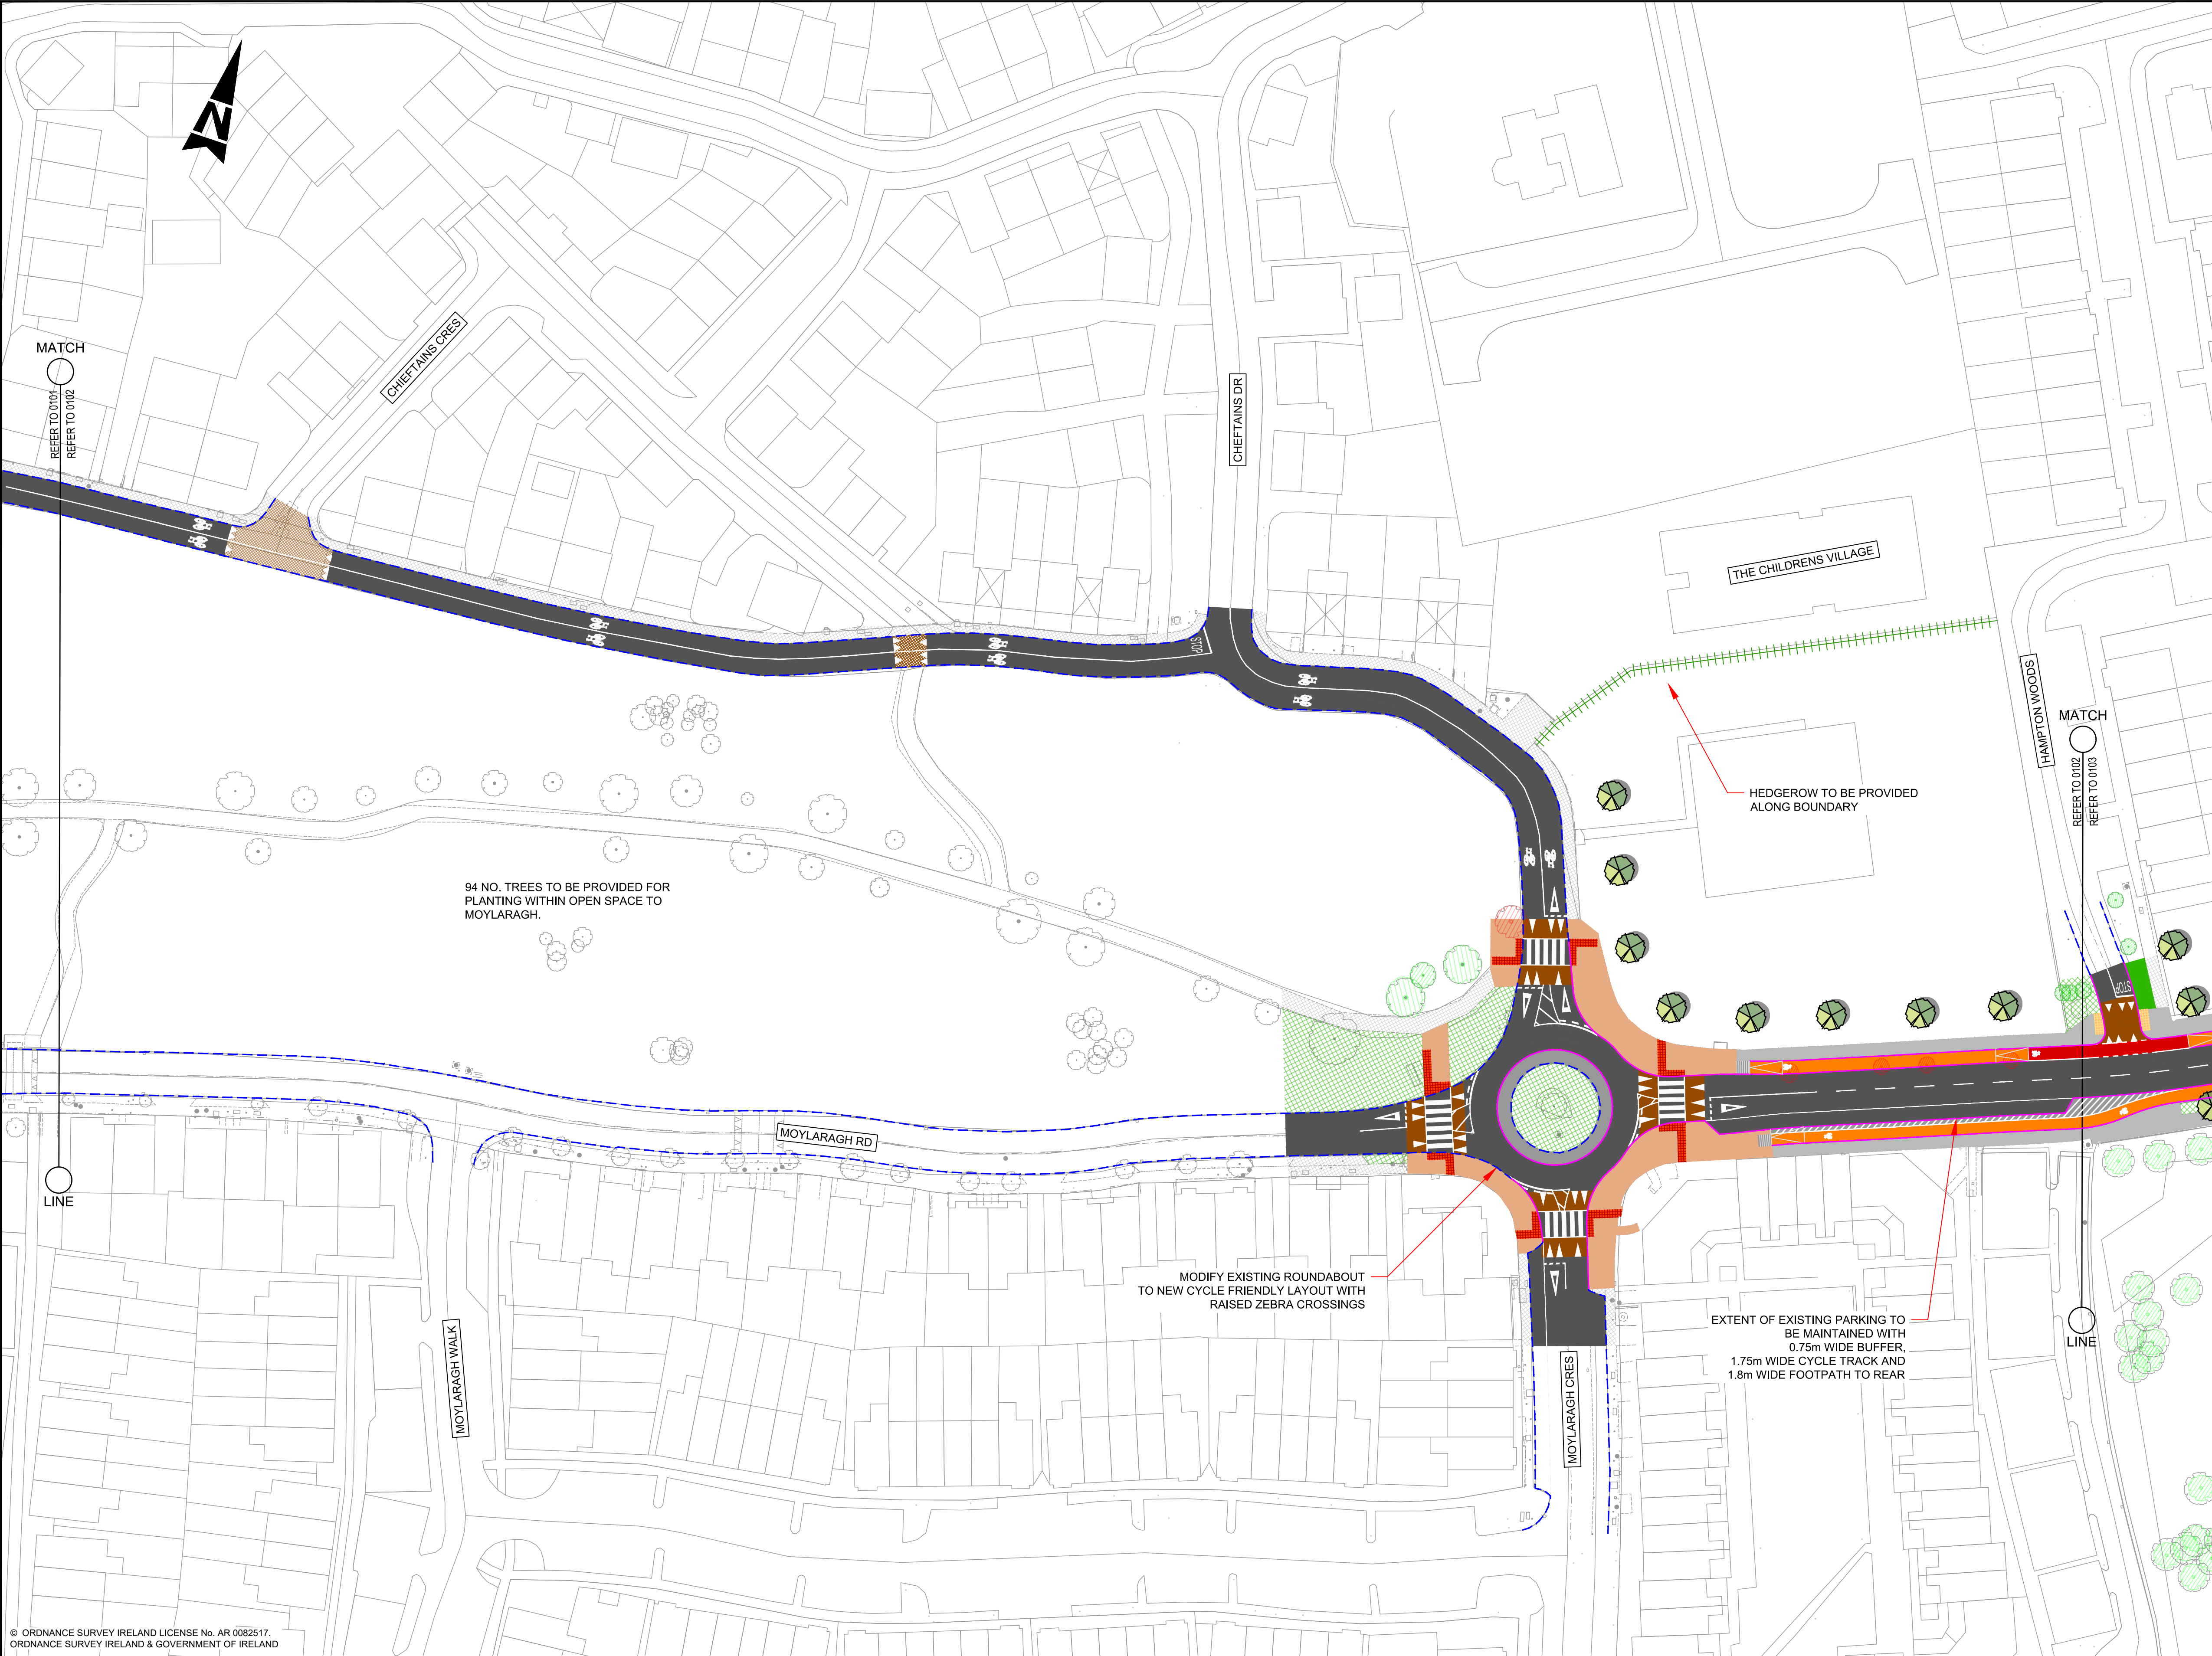 N
CHIEFTAINS CRES
MATCH
REFER TO 0101
REFER TO 0102
CHEFTAINS DR
THE CHILDRENS VILLAGE
HAMPTON WOODS
MATCH
REFER TO 0102
REFER TO 0103
STOP
HEDGEROW TO BE PROVIDED
ALONG BOUNDARY
94 NO. TREES TO BE PROVIDED FOR
PLANTING WITHIN OPEN SPACE TO
MOYLARAGH.
STOP
MOYLARAGH RD
LINE
MODIFY EXISTING ROUNDABOUT
TO NEW CYCLE FRIENDLY LAYOUT WITH
RAISED ZEBRA CROSSINGS
EXTENT OF EXISTING PARKING TO
BE MAINTAINED WITH
0.75m WIDE BUFFER,
1.75m WIDE CYCLE TRACK AND
1.8m WIDE FOOTPATH TO REAR
LINE
MOYLARAGH WALK
MOYLARAGH CRES
© ORDNANCE SURVEY IRELAND LICENSE No. AR 0082517.
ORDNANCE SURVEY IRELAND & GOVERNMENT OF IRELAND